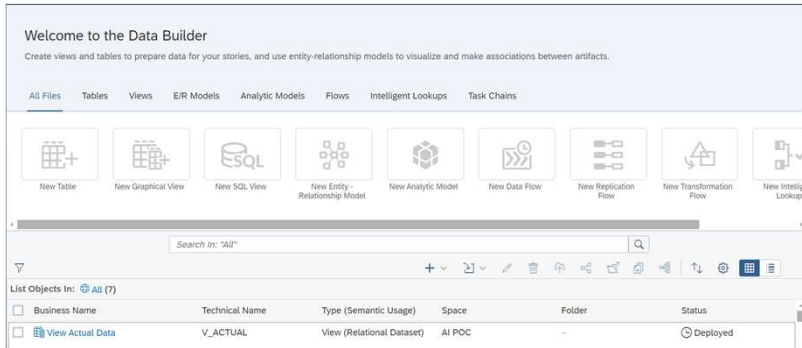 Welcome to the Data Builder
Create views and tables to prepare data for your stories, and use entity-relationship models to visualize and make associations between artifacts.
All Files Tables Views E/R Models Analytic Models Flows Intelligent Lookups Task Chains
SQL
New Table New Graphical View New SQL View New Entity - New Analytic Model New Data Flow New Replication New Transformation New Intellig
Relationship Model Flow Flow Lookup
Search In: "All"
List Objects In: All (7)
Business Name Technical Name Type (Semantic Usage) Space Folder Status
View Actual Data V_ACTUAL View (Relational Dataset) AI POC – Deployed